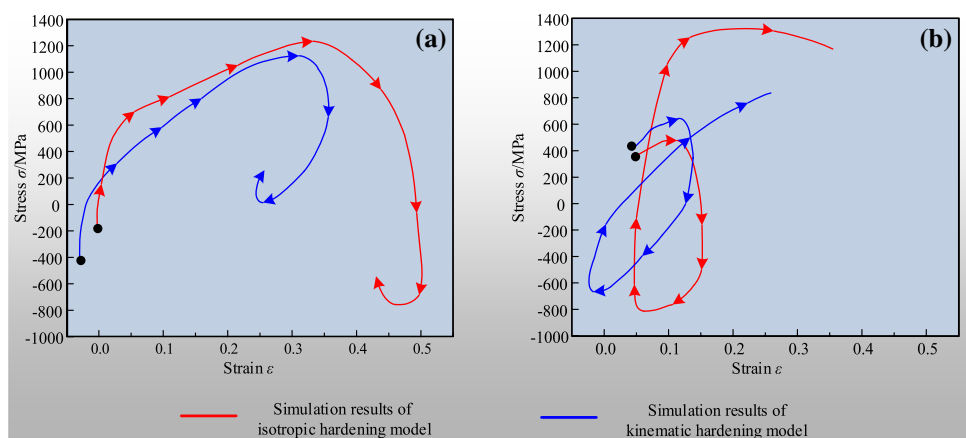 (a)
1400
1200
1000
800
600
400
200
0
-200
-400
-600
-800
-1000
Stress σ/MPa
0.0 0.1 0.2 0.3 0.4 0.5
Strain ε
(b)
1400
1200
1000
800
600
400
200
0
-200
-400
-600
-800
-1000
Stress σ/MPa
0.0 0.1 0.2 0.3 0.4 0.5
Strain ε
Simulation results of
isotropic hardening model
Simulation results of
kinematic hardening model